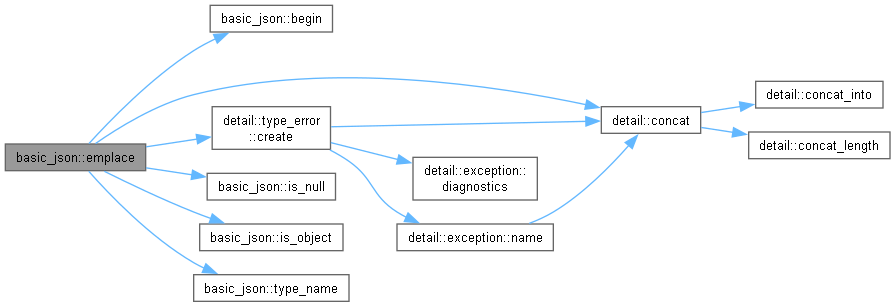 basic_json::begin
basic_json::emplace
detail::type_error
::create
basic_json::is_null
basic_json::is_object
basic_json::type_name
detail::exception::
diagnostics
detail::exception::name
detail::concat
detail::concat_into
detail::concat_length